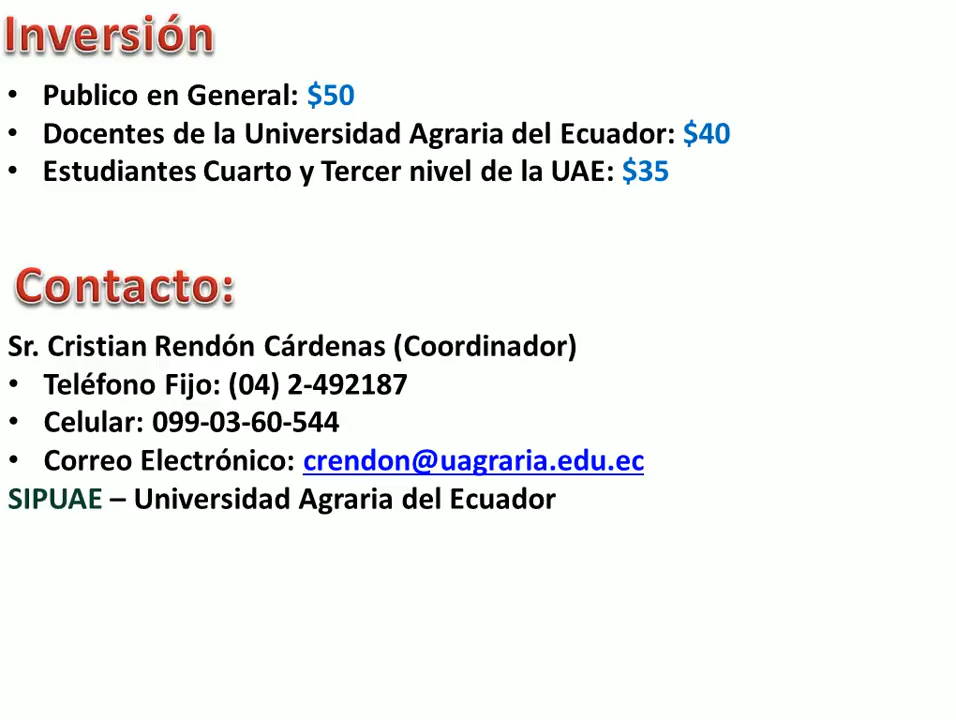 Inversión
• Publico en General: $50
• Docentes de la Universidad Agraria del Ecuador: $40
• Estudiantes Cuarto y Tercer nivel de la UAE: $35
Contacto:
Sr. Cristian Rendón Cárdenas (Coordinador)
• Teléfono Fijo: (04) 2-492187
• Celular: 099-03-60-544
• Correo Electrónico: crendon@uagraria.edu.ec
SIPUAE – Universidad Agraria del Ecuador